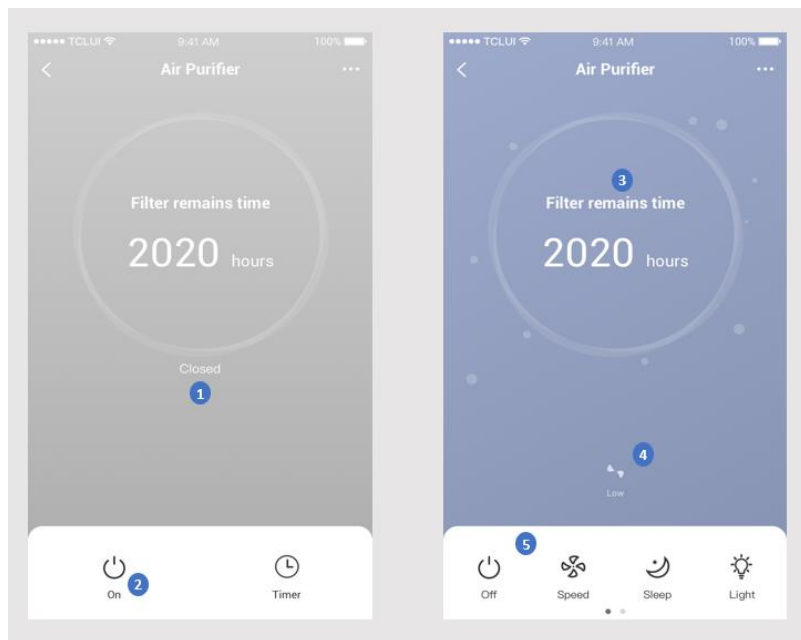 TCLUI 9:41 AM 100%
Air Purifier
Filter remains time
2020 hours
Closed
1
On 2
Timer
TCLUI 9:41 AM 100%
Air Purifier
3
Filter remains time
2020 hours
4
Low
5
Off Speed Sleep Light